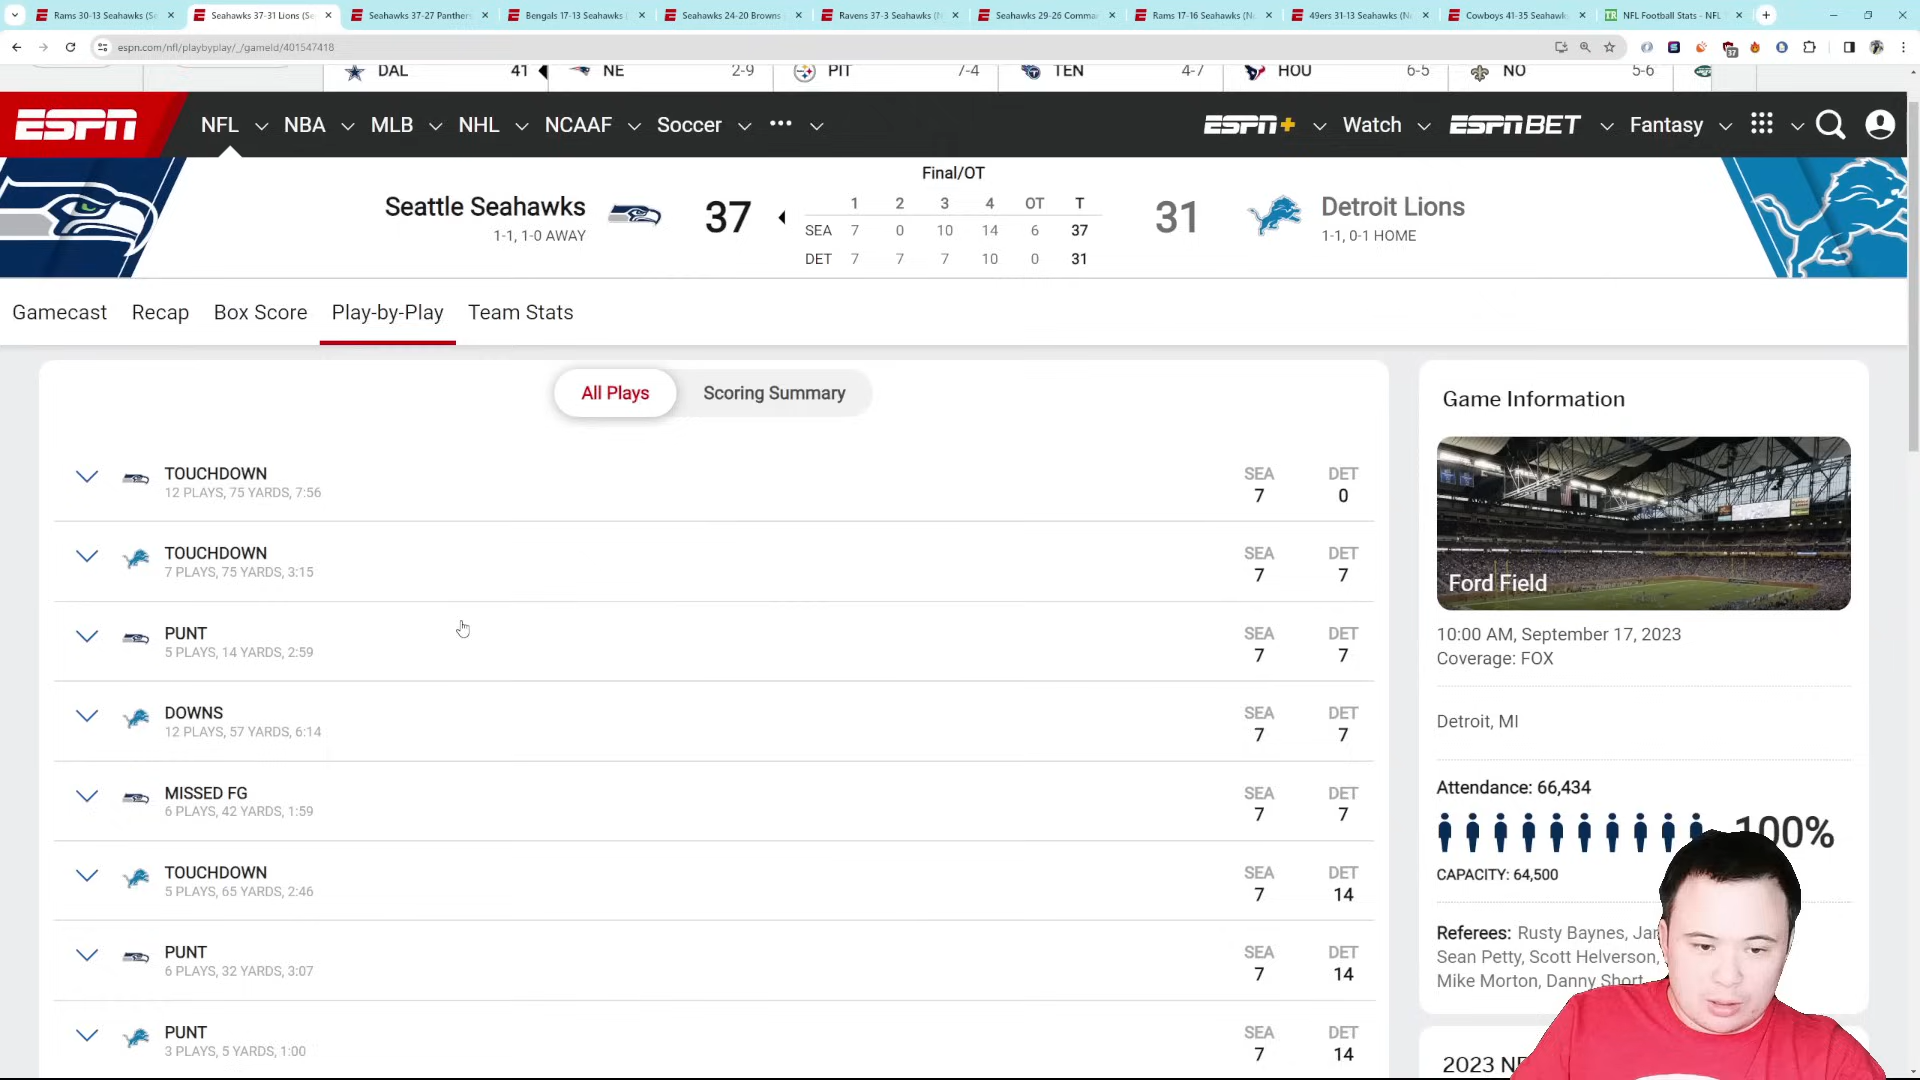 Rams 30-13 Seahawks (Se
Seahawks 37-31 Lions (Se
Seahawks 37-27 Panthers
Bengals 17-13 Seahawks (
Seahawks 24-20 Browns
Ravens 37-3 Seahawks (N
Seahawks 29-26 Comma
Rams 17-16 Seahawks (N
49ers 31-13 Seahawks (N
Cowboys 41-35 Seahawk
NFL Football Stats - NFL
espn.com/nfl/playbyplay/_/gameId/401547418
DAL 41 NE 2-9 PIT 7-4 TEN 4-7 HOU 6-5 NO 5-6
ESPN NFL NBA MLB NHL NCAAF Soccer ESPN+ Watch ESPN BET Fantasy
Final/OT
Seattle Seahawks
1-1, 1-0 AWAY
37
1 2 3 4 OT T
SEA 7 0 10 14 6 37
DET 7 7 7 10 0 31
31
Detroit Lions
1-1, 0-1 HOME
Gamecast Recap Box Score Play-by-Play Team Stats
All Plays Scoring Summary
TOUCHDOWN SEA DET
12 PLAYS, 75 YARDS, 7:56 7 0
TOUCHDOWN SEA DET
7 PLAYS, 75 YARDS, 3:15 7 7
PUNT SEA DET
5 PLAYS, 14 YARDS, 2:59 7 7
DOWNS SEA DET
12 PLAYS, 57 YARDS, 6:14 7 7
MISSED FG SEA DET
6 PLAYS, 42 YARDS, 1:59 7 7
TOUCHDOWN SEA DET
5 PLAYS, 65 YARDS, 2:46 7 14
PUNT SEA DET
6 PLAYS, 32 YARDS, 3:07 7 14
PUNT SEA DET
3 PLAYS, 5 YARDS, 1:00 7 14
Game Information
Ford Field
10:00 AM, September 17, 2023
Coverage: FOX
Detroit, MI
Attendance: 66,434
100%
CAPACITY: 64,500
Referees: Rusty Baynes,
Sean Petty, Scott Helverson,
Mike Morton, Danny Short
2023